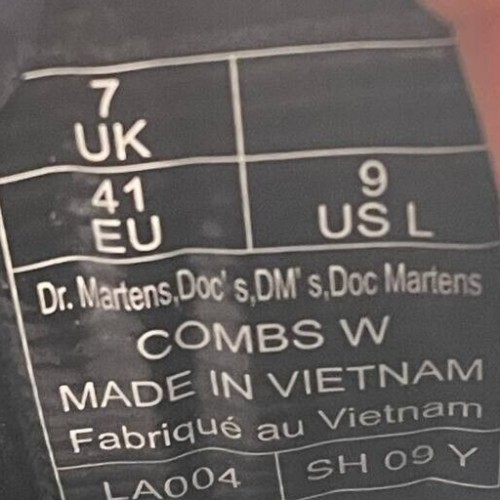 7
UK
41
EU
9
US L
Dr. Martens,Doc's,DM's,Doc Martens
COMBS W
MADE IN VIETNAM
Fabriqué au Vietnam
LA004
SH 09 Y